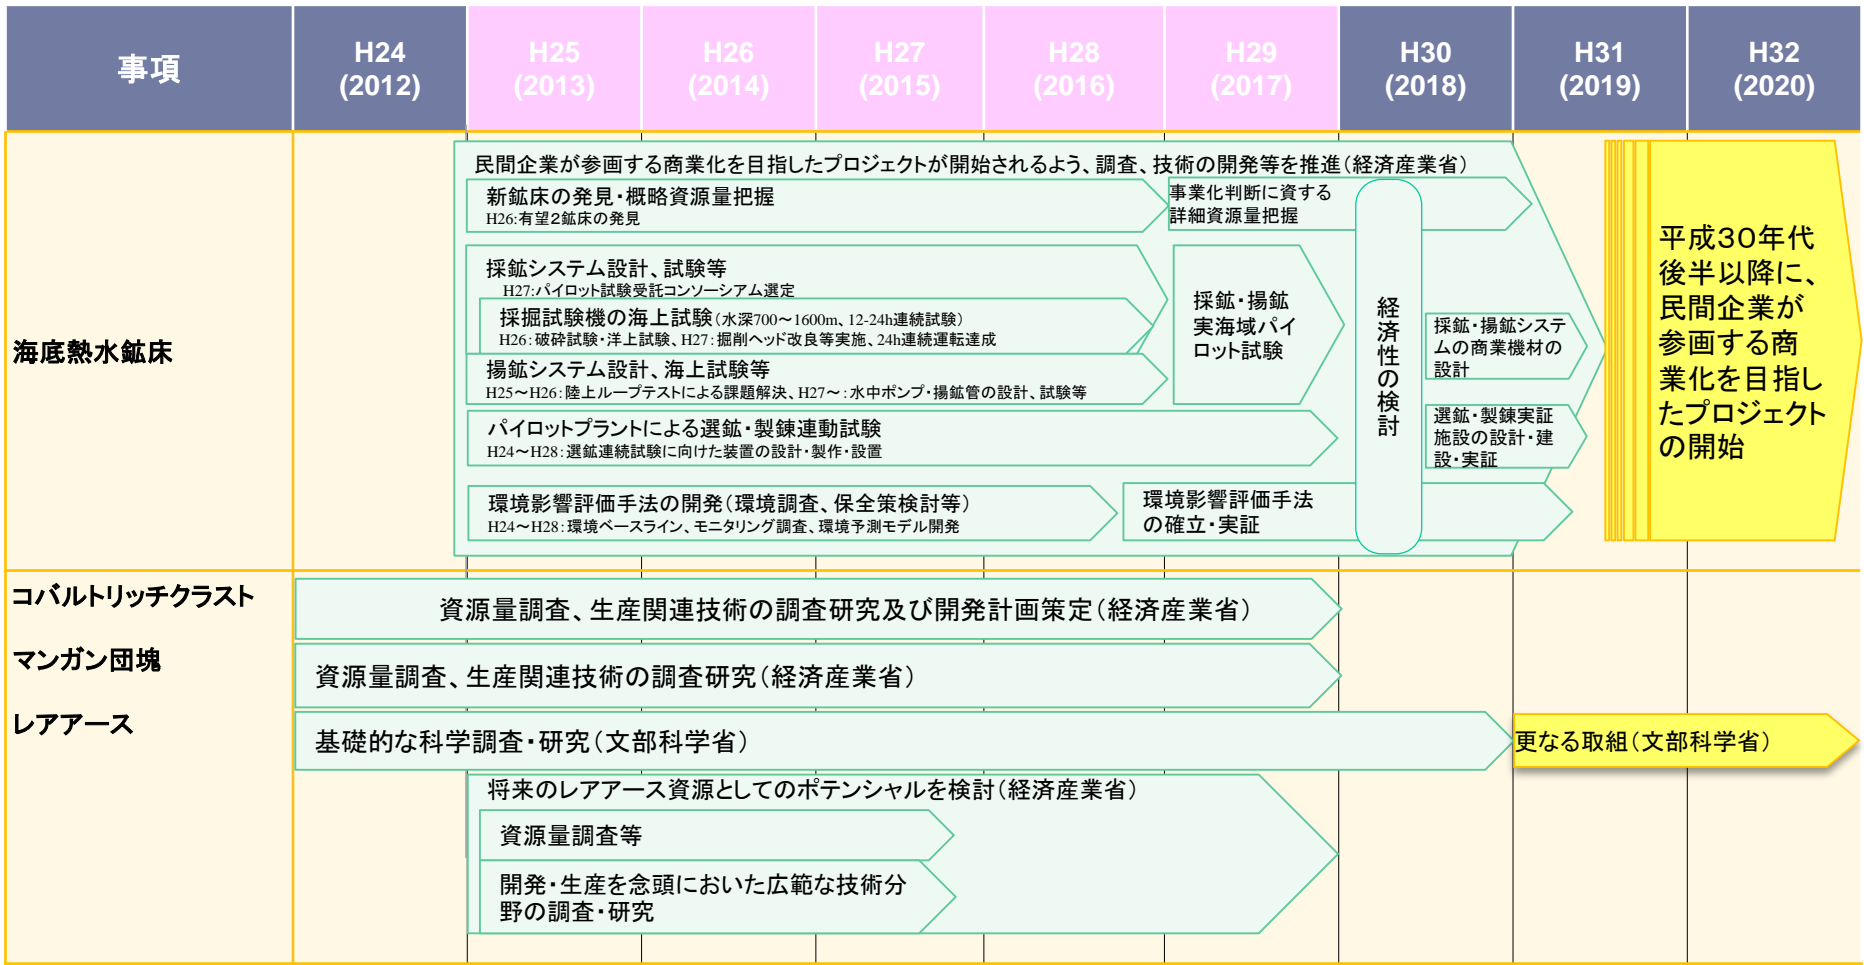 事項
H24
(2012)
H25
(2013)
H26
(2014)
H27
(2015)
H28
(2016)
H29
(2017)
H30
(2018)
H31
(2019)
H32
(2020)
海底熱水鉱床
民間企業が参画する商業化を目指したプロジェクトが開始されるよう、調査、技術の開発等を推進(経済産業省)
新鉱床の発見・概略資源量把握
H26:有望2鉱床の発見
事業化判断に資する
詳細資源量把握
採鉱システム設計、試験等
H27:パイロット試験受託コンソーシアム選定
採掘試験機の海上試験(水深700~1600m、12-24h連続試験)
H26:破砕試験・洋上試験、H27:掘削ヘッド改良等実施、24h連続運転達成
揚鉱システム設計、海上試験等
H25~H26:陸上ループテストによる課題解決、H27~:水中ポンプ・揚鉱管の設計、試験等
採鉱・揚鉱
実海域パイ
ロット試験
パイロットプラントによる選鉱・製錬連動試験
H24~H28:選鉱連続試験に向けた装置の設計・製作・設置
環境影響評価手法の開発(環境調査、保全策検討等)
H24~H28:環境ベースライン、モニタリング調査、環境予測モデル開発
環境影響評価手法
の確立・実証
経済性の検討
採鉱・揚鉱システ
ムの商業機材の
設計
選鉱・製錬実証
施設の設計・建
設・実証
平成30年代
後半以降に、
民間企業が
参画する商
業化を目指し
たプロジェクト
の開始
コバルトリッチクラスト
資源量調査、生産関連技術の調査研究及び開発計画策定(経済産業省)
マンガン団塊
資源量調査、生産関連技術の調査研究(経済産業省)
レアアース
基礎的な科学調査・研究(文部科学省)
更なる取組(文部科学省)
将来のレアアース資源としてのポテンシャルを検討(経済産業省)
資源量調査等
開発・生産を念頭においた広範な技術分
野の調査・研究